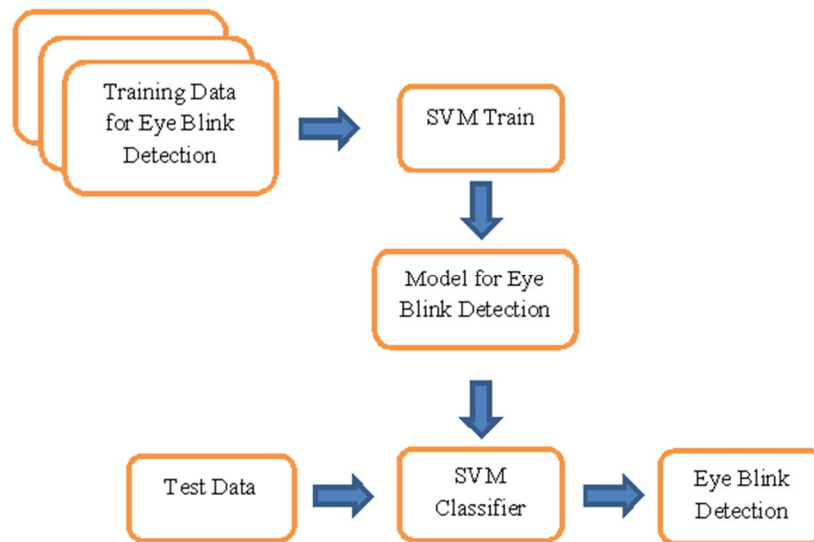 Training Data
for Eye Blink
Detection
SVM Train
Model for Eye
Blink Detection
Test Data
SVM
Classifier
Eye Blink
Detection